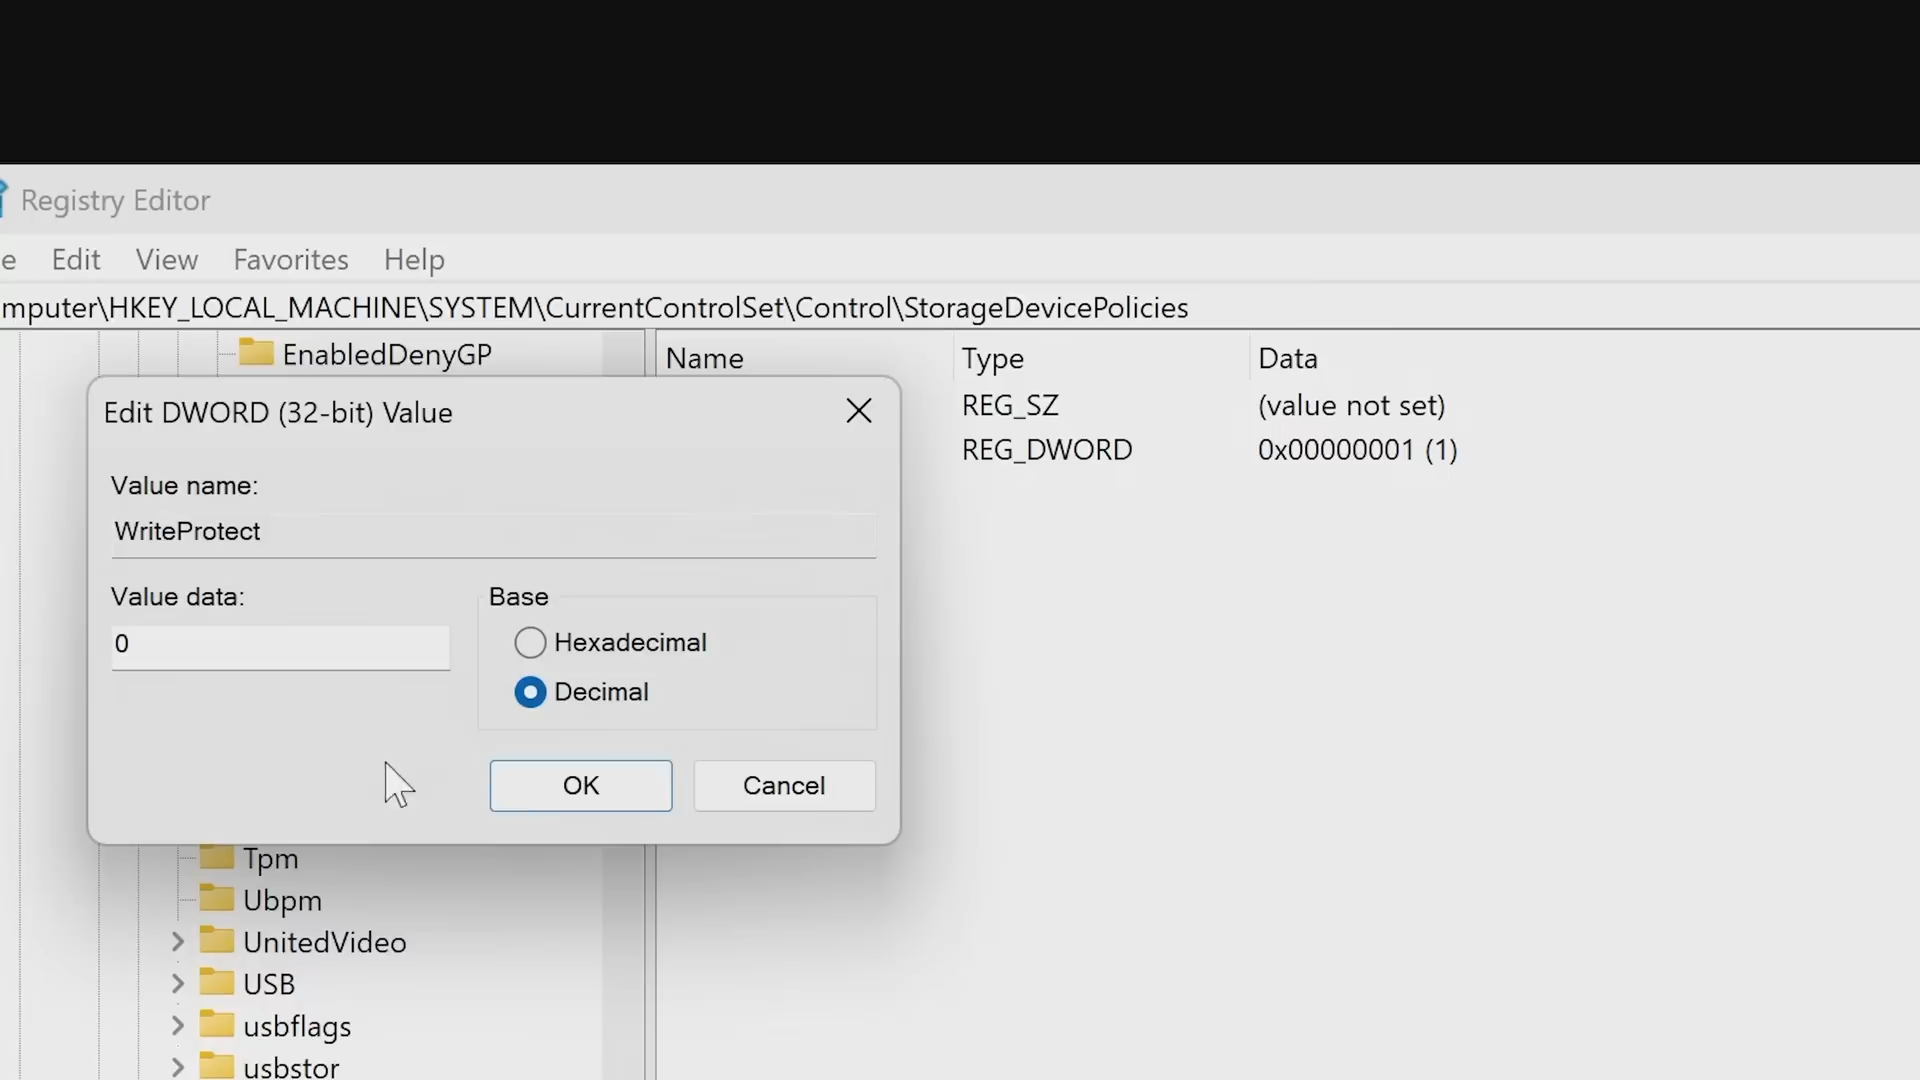 Registry Editor
e Edit View Favorites Help
mputer\HKEY_LOCAL_MACHINE\SYSTEM\CurrentControlSet\Control\StorageDevicePolicies
EnabledDenyGP
Name Type Data
REG_SZ (value not set)
REG_DWORD 0x00000001 (1)
Edit DWORD (32-bit) Value
Value name:
WriteProtect
Value data:
0
Base
Hexadecimal
Decimal
OK Cancel
Tpm
Ubpm
UnitedVideo
USB
usbflags
usbstor